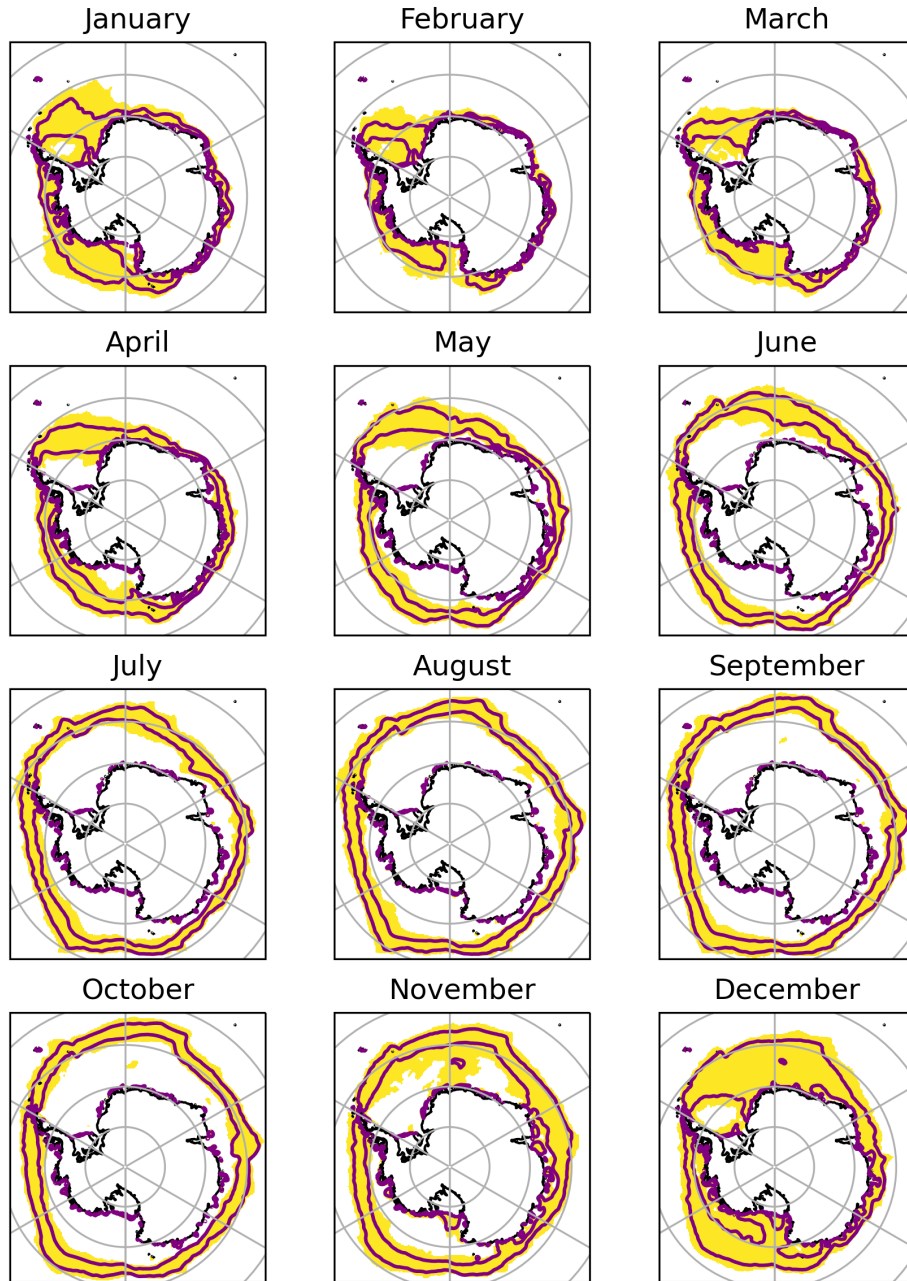 January February March
April May June
July August September
October November December